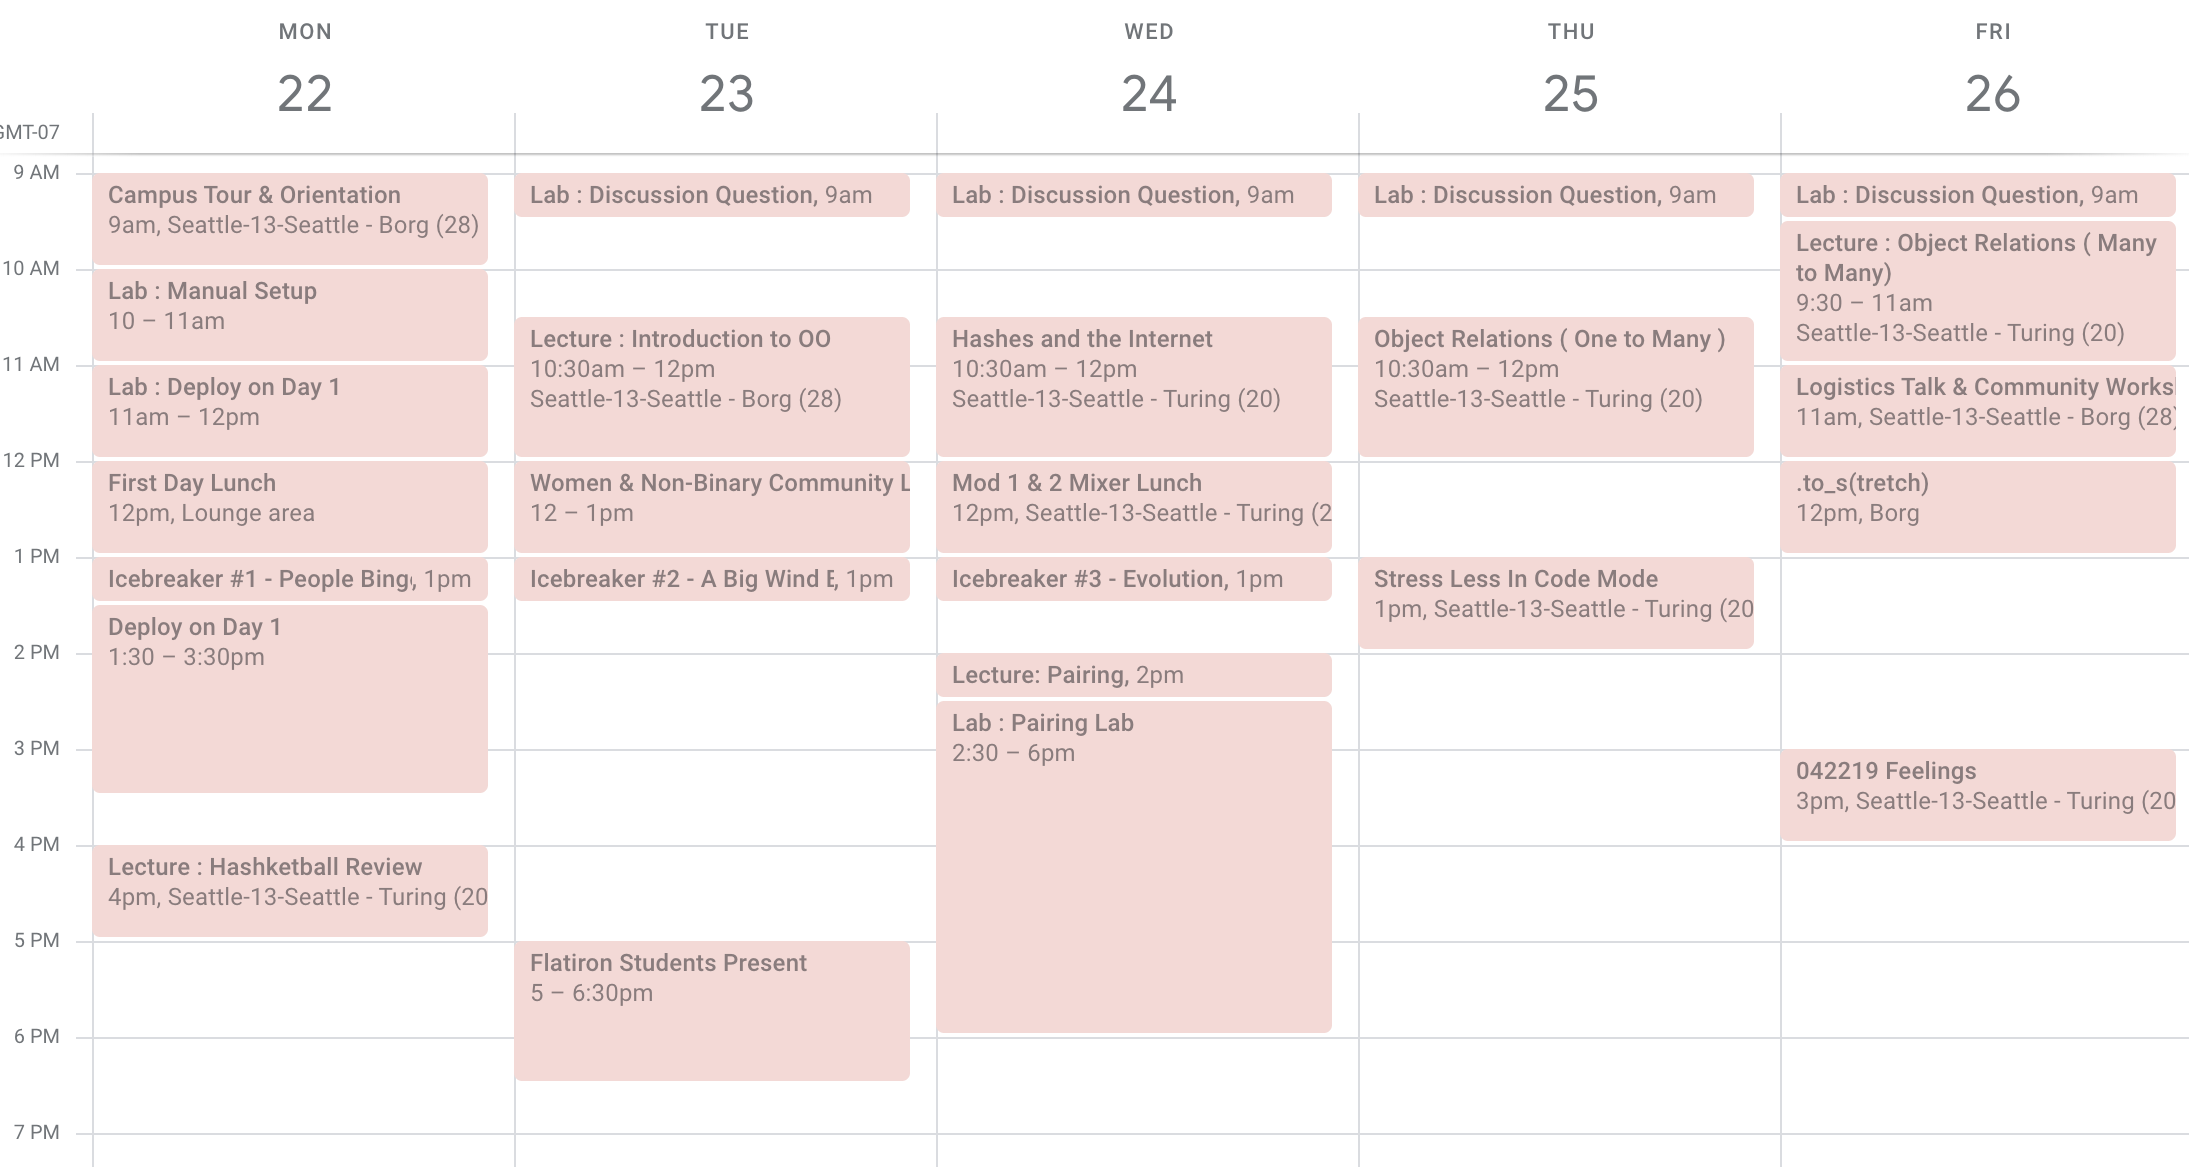 MON
TUE
WED
THU
FRI
22
23
24
25
26
GMT-07
9 AM
10 AM
11 AM
12 PM
1 PM
2 PM
3 PM
4 PM
5 PM
6 PM
7 PM
Campus Tour & Orientation
9am, Seattle-13-Seattle - Borg (28)
Lab : Manual Setup
10 – 11am
Lab : Deploy on Day 1
11am – 12pm
First Day Lunch
12pm, Lounge area
Icebreaker #1 - People Bing, 1pm
Deploy on Day 1
1:30 – 3:30pm
Lecture : Hashketball Review
4pm, Seattle-13-Seattle - Turing (20
Lab : Discussion Question, 9am
Lecture : Introduction to OO
10:30am – 12pm
Seattle-13-Seattle - Borg (28)
Women & Non-Binary Community L
12 – 1pm
Icebreaker #2 - A Big Wind B, 1pm
Flatiron Students Present
5 – 6:30pm
Lab : Discussion Question, 9am
Hashes and the Internet
10:30am – 12pm
Seattle-13-Seattle - Turing (20)
Mod 1 & 2 Mixer Lunch
12pm, Seattle-13-Seattle - Turing (2
Icebreaker #3 - Evolution, 1pm
Lecture: Pairing, 2pm
Lab : Pairing Lab
2:30 – 6pm
Lab : Discussion Question, 9am
Object Relations ( One to Many )
10:30am – 12pm
Seattle-13-Seattle - Turing (20)
Stress Less In Code Mode
1pm, Seattle-13-Seattle - Turing (20
Lab : Discussion Question, 9am
Lecture : Object Relations ( Many
to Many)
9:30 – 11am
Seattle-13-Seattle - Turing (20)
Logistics Talk & Community Works
11am, Seattle-13-Seattle - Borg (28)
.to_s(tretch)
12pm, Borg
042219 Feelings
3pm, Seattle-13-Seattle - Turing (20